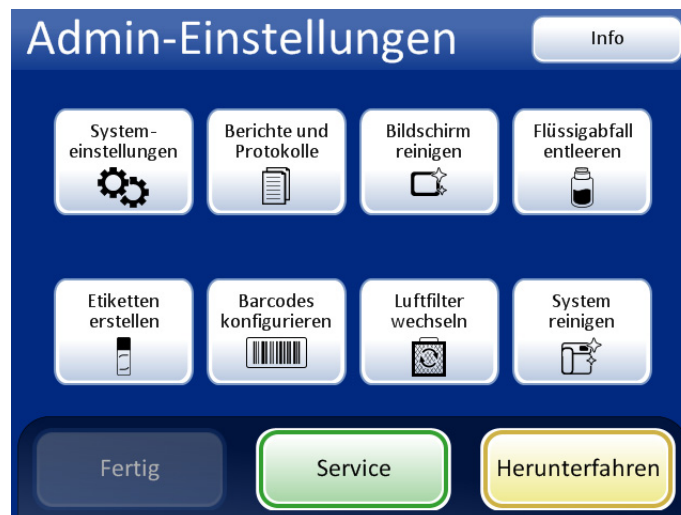 Admin-Einstellungen
Info
System-
einstellungen
Berichte und
Protokolle
Bildschirm
reinigen
Flüssigabfall
entleeren
Etiketten
erstellen
Barcodes
konfigurieren
Luftfilter
wechseln
System
reinigen
Fertig
Service
Herunterfahren